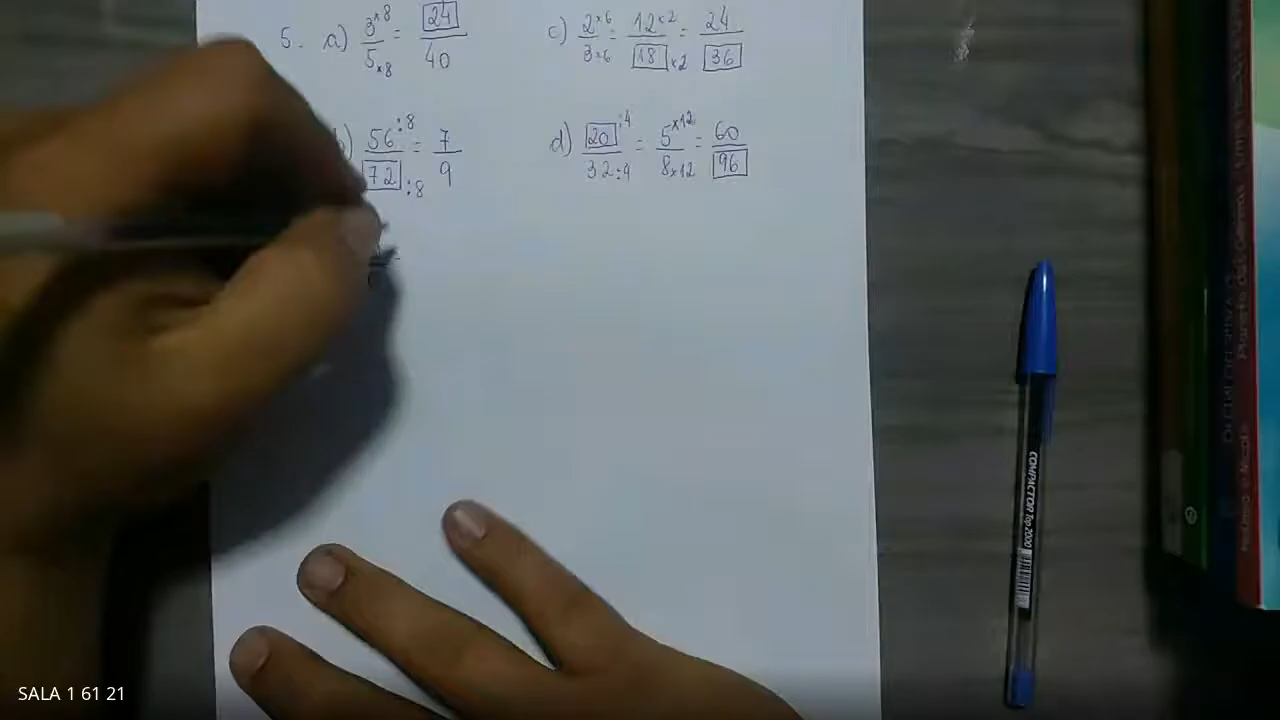 5. a) 3×8 / 5×8 = 24 / 40
c) 2×6 / 3×6 = 12×2 / 18×2 = 24 / 36
b) 56:8 / 72:8 = 7 / 9
d) 20:4 / 32:4 = 5×12 / 8×12 = 60 / 96
COMPACTOR Top 2000
SALA 1 61 21